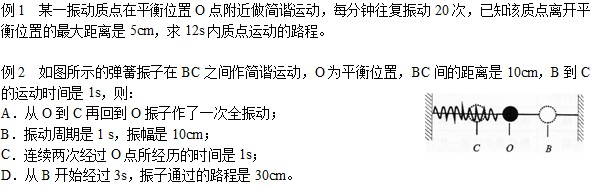 例1 某一振动质点在平衡位置O点附近做简谐运动，每分钟往复振动20次，已知该质点离开平
衡位置的最大距离是 5cm，求 12s内质点运动的路程。
例2 如图所示的弹簧振子在 BC 之间作简谐运动，O为平衡位置，BC 间的距离是 10cm，B 到 C
的运动时间是 1s，则：
A．从 O 到 C 再回到 O 振子作了一次全振动；
B．振动周期是 1 s，振幅是 10cm；
C．连续两次经过 O 点所经历的时间是 1s；
D．从 B 开始经过 3s，振子通过的路程是 30cm。
C O B